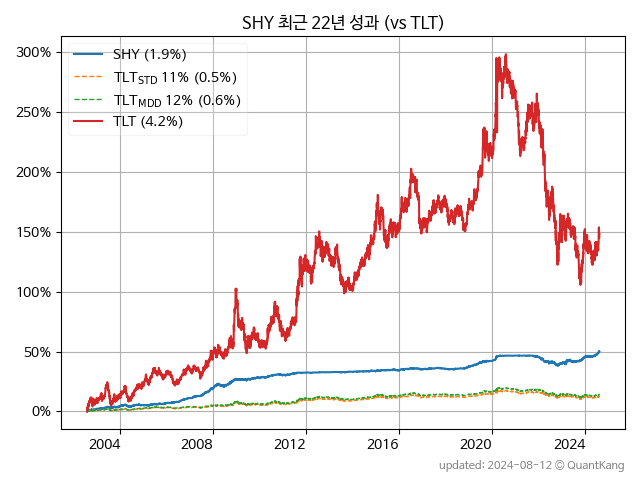 SHY 최근 22년 성과 (vs TLT)
SHY (1.9%)
TLT_STD 11% (0.5%)
TLT_MDD 12% (0.6%)
TLT (4.2%)
300%
250%
200%
150%
100%
50%
0%
2004 2008 2012 2016 2020 2024
updated: 2024-08-12 © QuantKang